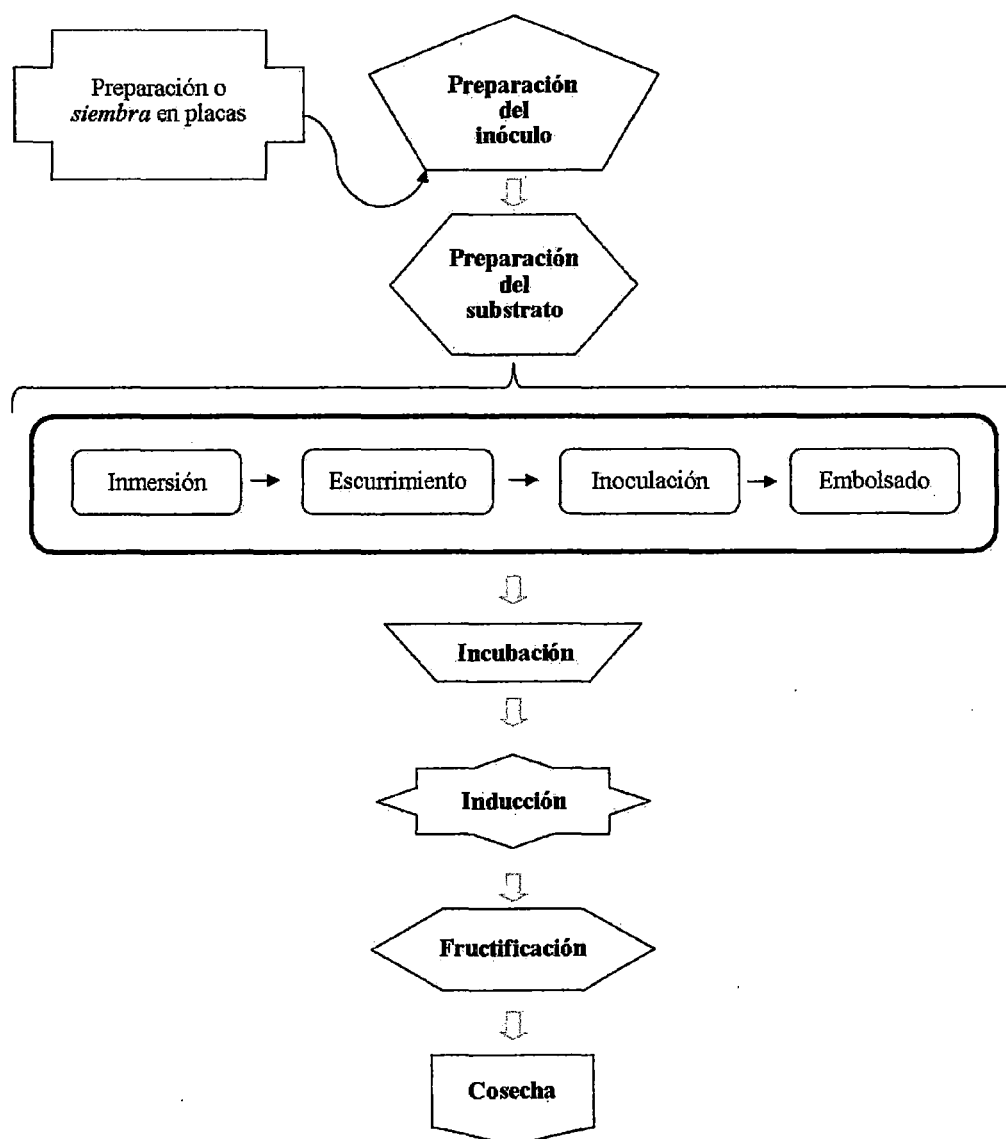 Preparación o
siembra en placas
Preparación
del
inóculo
Preparación
del
substrato
Inmersión
Escurrimiento
Inoculación
Embolsado
Incubación
Inducción
Fructificación
Cosecha